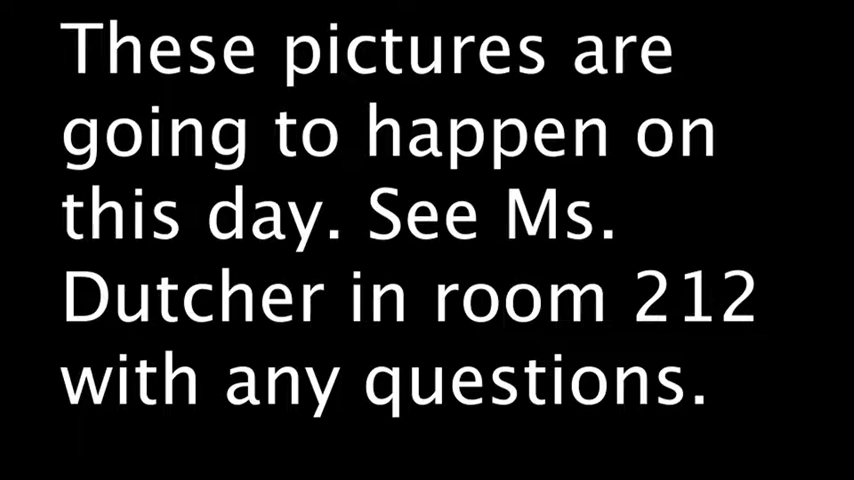 These pictures are
going to happen on
this day. See Ms.
Dutcher in room 212
with any questions.